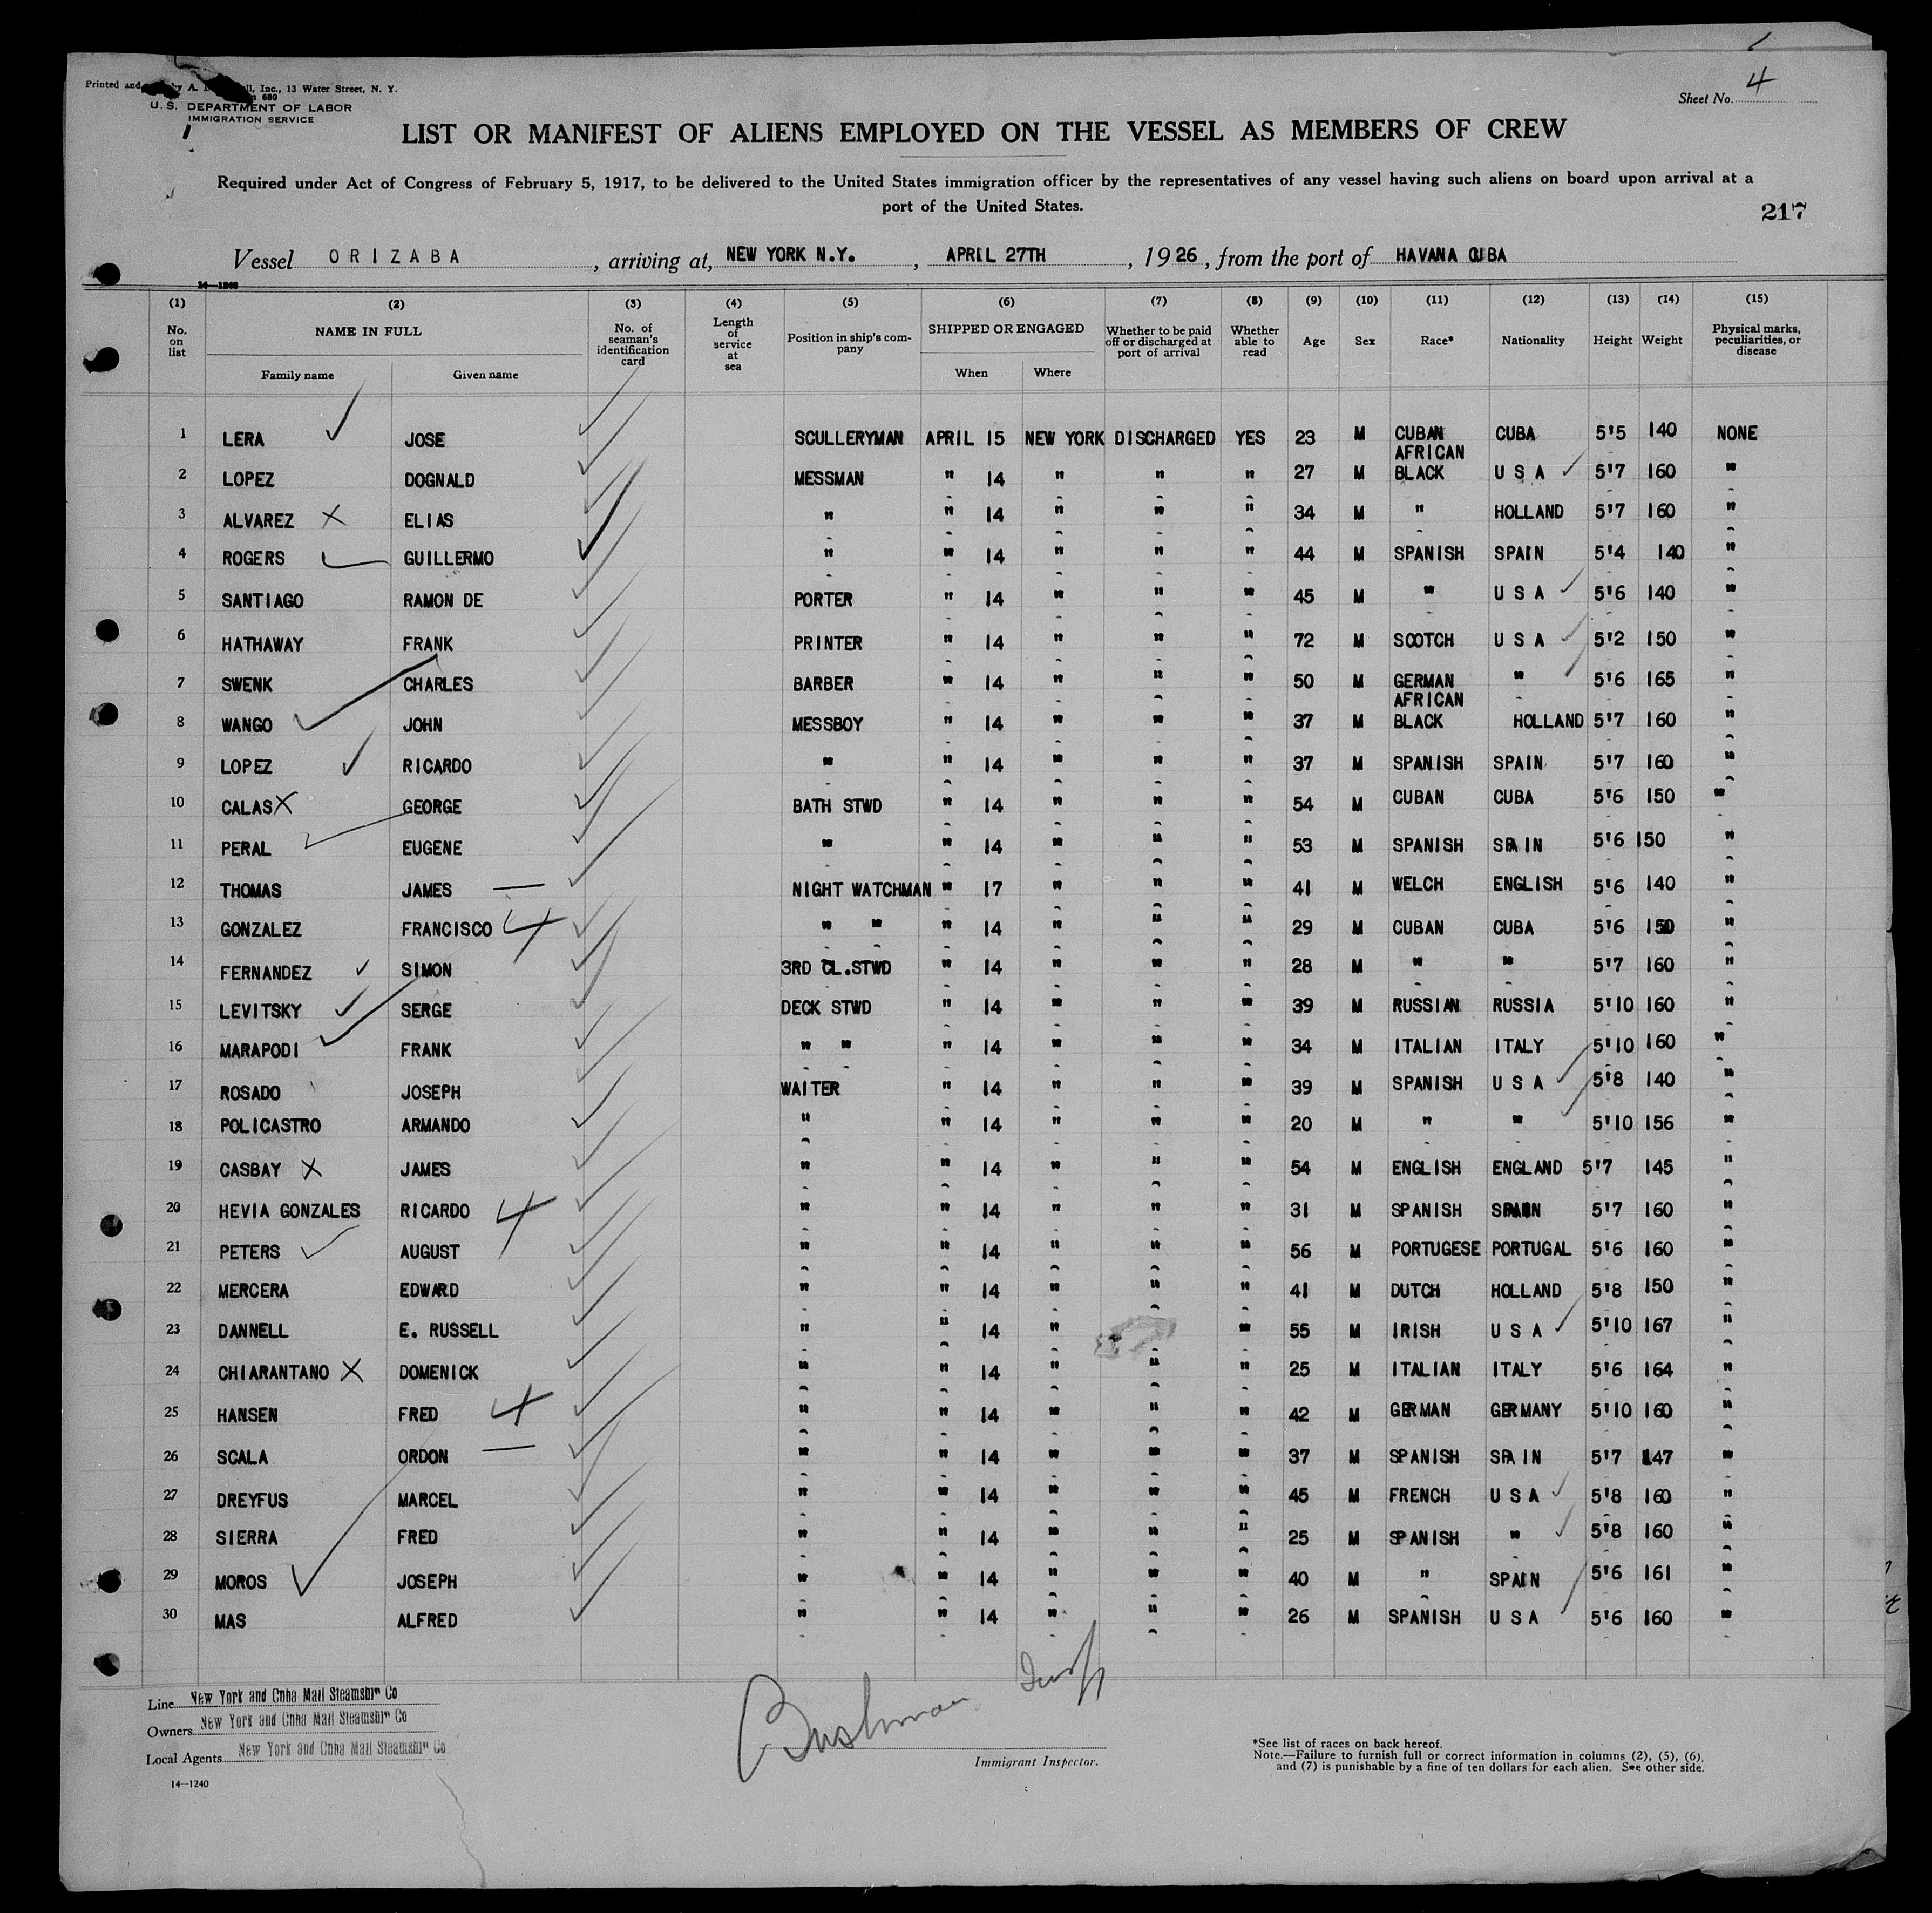 Printed and A. Inc., 13 Water Street, N. Y.
680
U. S. DEPARTMENT OF LABOR
IMMIGRATION SERVICE
Sheet No. 4
LIST OR MANIFEST OF ALIENS EMPLOYED ON THE VESSEL AS MEMBERS OF CREW
Required under Act of Congress of February 5, 1917, to be delivered to the United States immigration officer by the representatives of any vessel having such aliens on board upon arrival at a
port of the United States.
217
Vessel ORIZABA, arriving at, NEW YORK N.Y., APRIL 27TH, 1926, from the port of HAVANA CUBA
14-1240
(1) (2) (3) (4) (5) (6) (7) (8) (9) (10) (11) (12) (13) (14) (15)
No. on list NAME IN FULL No. of seaman's identification card Length of service at sea Position in ship's company SHIPPED OR ENGAGED Whether to be paid off or discharged at port of arrival Whether able to read Age Sex Race* Nationality Height Weight Physical marks, peculiarities, or disease
Family name Given name When Where
1 LERA JOSE SCULLERYMAN APRIL 15 NEW YORK DISCHARGED YES 23 M CUBAN CUBA 5'5 140 NONE
2 LOPEZ DOGNALD MESSMAN " 14 " " " 27 M AFRICAN BLACK U S A 5'7 160 "
3 ALVAREZ ELIAS " " 14 " " " 34 M " HOLLAND 5'7 160 "
4 ROGERS GUILLERMO " " 14 " " " 44 M SPANISH SPAIN 5'4 140 "
5 SANTIAGO RAMON DE PORTER " 14 " " " 45 M " U S A 5'6 140 "
6 HATHAWAY FRANK PRINTER " 14 " " " 72 M SCOTCH U S A 5'2 150 "
7 SWENK CHARLES BARBER " 14 " " " 50 M GERMAN " 5'6 165 "
8 WANGO JOHN MESSBOY " 14 " " " 37 M AFRICAN BLACK HOLLAND 5'7 160 "
9 LOPEZ RICARDO " " 14 " " " 37 M SPANISH SPAIN 5'7 160 "
10 CALAS GEORGE BATH STWD " 14 " " " 54 M CUBAN CUBA 5'6 150 "
11 PERAL EUGENE " " 14 " " " 53 M SPANISH SPAIN 5'6 150 "
12 THOMAS JAMES NIGHT WATCHMAN " 17 " " " 41 M WELCH ENGLISH 5'6 140 "
13 GONZALEZ FRANCISCO " " " 14 " " " 29 M CUBAN CUBA 5'6 150 "
14 FERNANDEZ SIMON 3RD CL.STWD " 14 " " " 28 M " " 5'7 160 "
15 LEVITSKY SERGE DECK STWD " 14 " " " 39 M RUSSIAN RUSSIA 5'10 160 "
16 MARAPODI FRANK " " " 14 " " " 34 M ITALIAN ITALY 5'10 160 "
17 ROSADO JOSEPH WAITER " 14 " " " 39 M SPANISH U S A 5'8 140 "
18 POLICASTRO ARMANDO " " 14 " " " 20 M " " 5'10 156 "
19 CASBAY JAMES " " 14 " " " 54 M ENGLISH ENGLAND 5'7 145 "
20 HEVIA GONZALES RICARDO " " 14 " " " 31 M SPANISH SPAIN 5'7 160 "
21 PETERS AUGUST " " 14 " " " 56 M PORTUGESE PORTUGAL 5'6 160 "
22 MERCERA EDWARD " " 14 " " " 41 M DUTCH HOLLAND 5'8 150 "
23 DANNELL E. RUSSELL " " 14 " " 55 M IRISH U S A 5'10 167 "
24 CHIARANTANO DOMENICK " " 14 " " " 25 M ITALIAN ITALY 5'6 164 "
25 HANSEN FRED " " 14 " " " 42 M GERMAN GERMANY 5'10 160 "
26 SCALA ORDON " " 14 " " " 37 M SPANISH SPAIN 5'7 147 "
27 DREYFUS MARCEL " " 14 " " " 45 M FRENCH U S A 5'8 160 "
28 SIERRA FRED " " 14 " " " 25 M SPANISH " 5'8 160 "
29 MOROS JOSEPH " " 14 " " " 40 M " SPAIN 5'6 161 "
30 MAS ALFRED " " 14 " " " 26 M SPANISH U S A 5'6 160 "
Line New York and Cuba Mail Steamship Co
Owners New York and Cuba Mail Steamship Co
Local Agents New York and Cuba Mail Steamship Co
14-1240
Bushman
Immigrant Inspector.
*See list of races on back hereof.
Note.—Failure to furnish full or correct information in columns (2), (5), (6), and (7) is punishable by a fine of ten dollars for each alien. See other side.